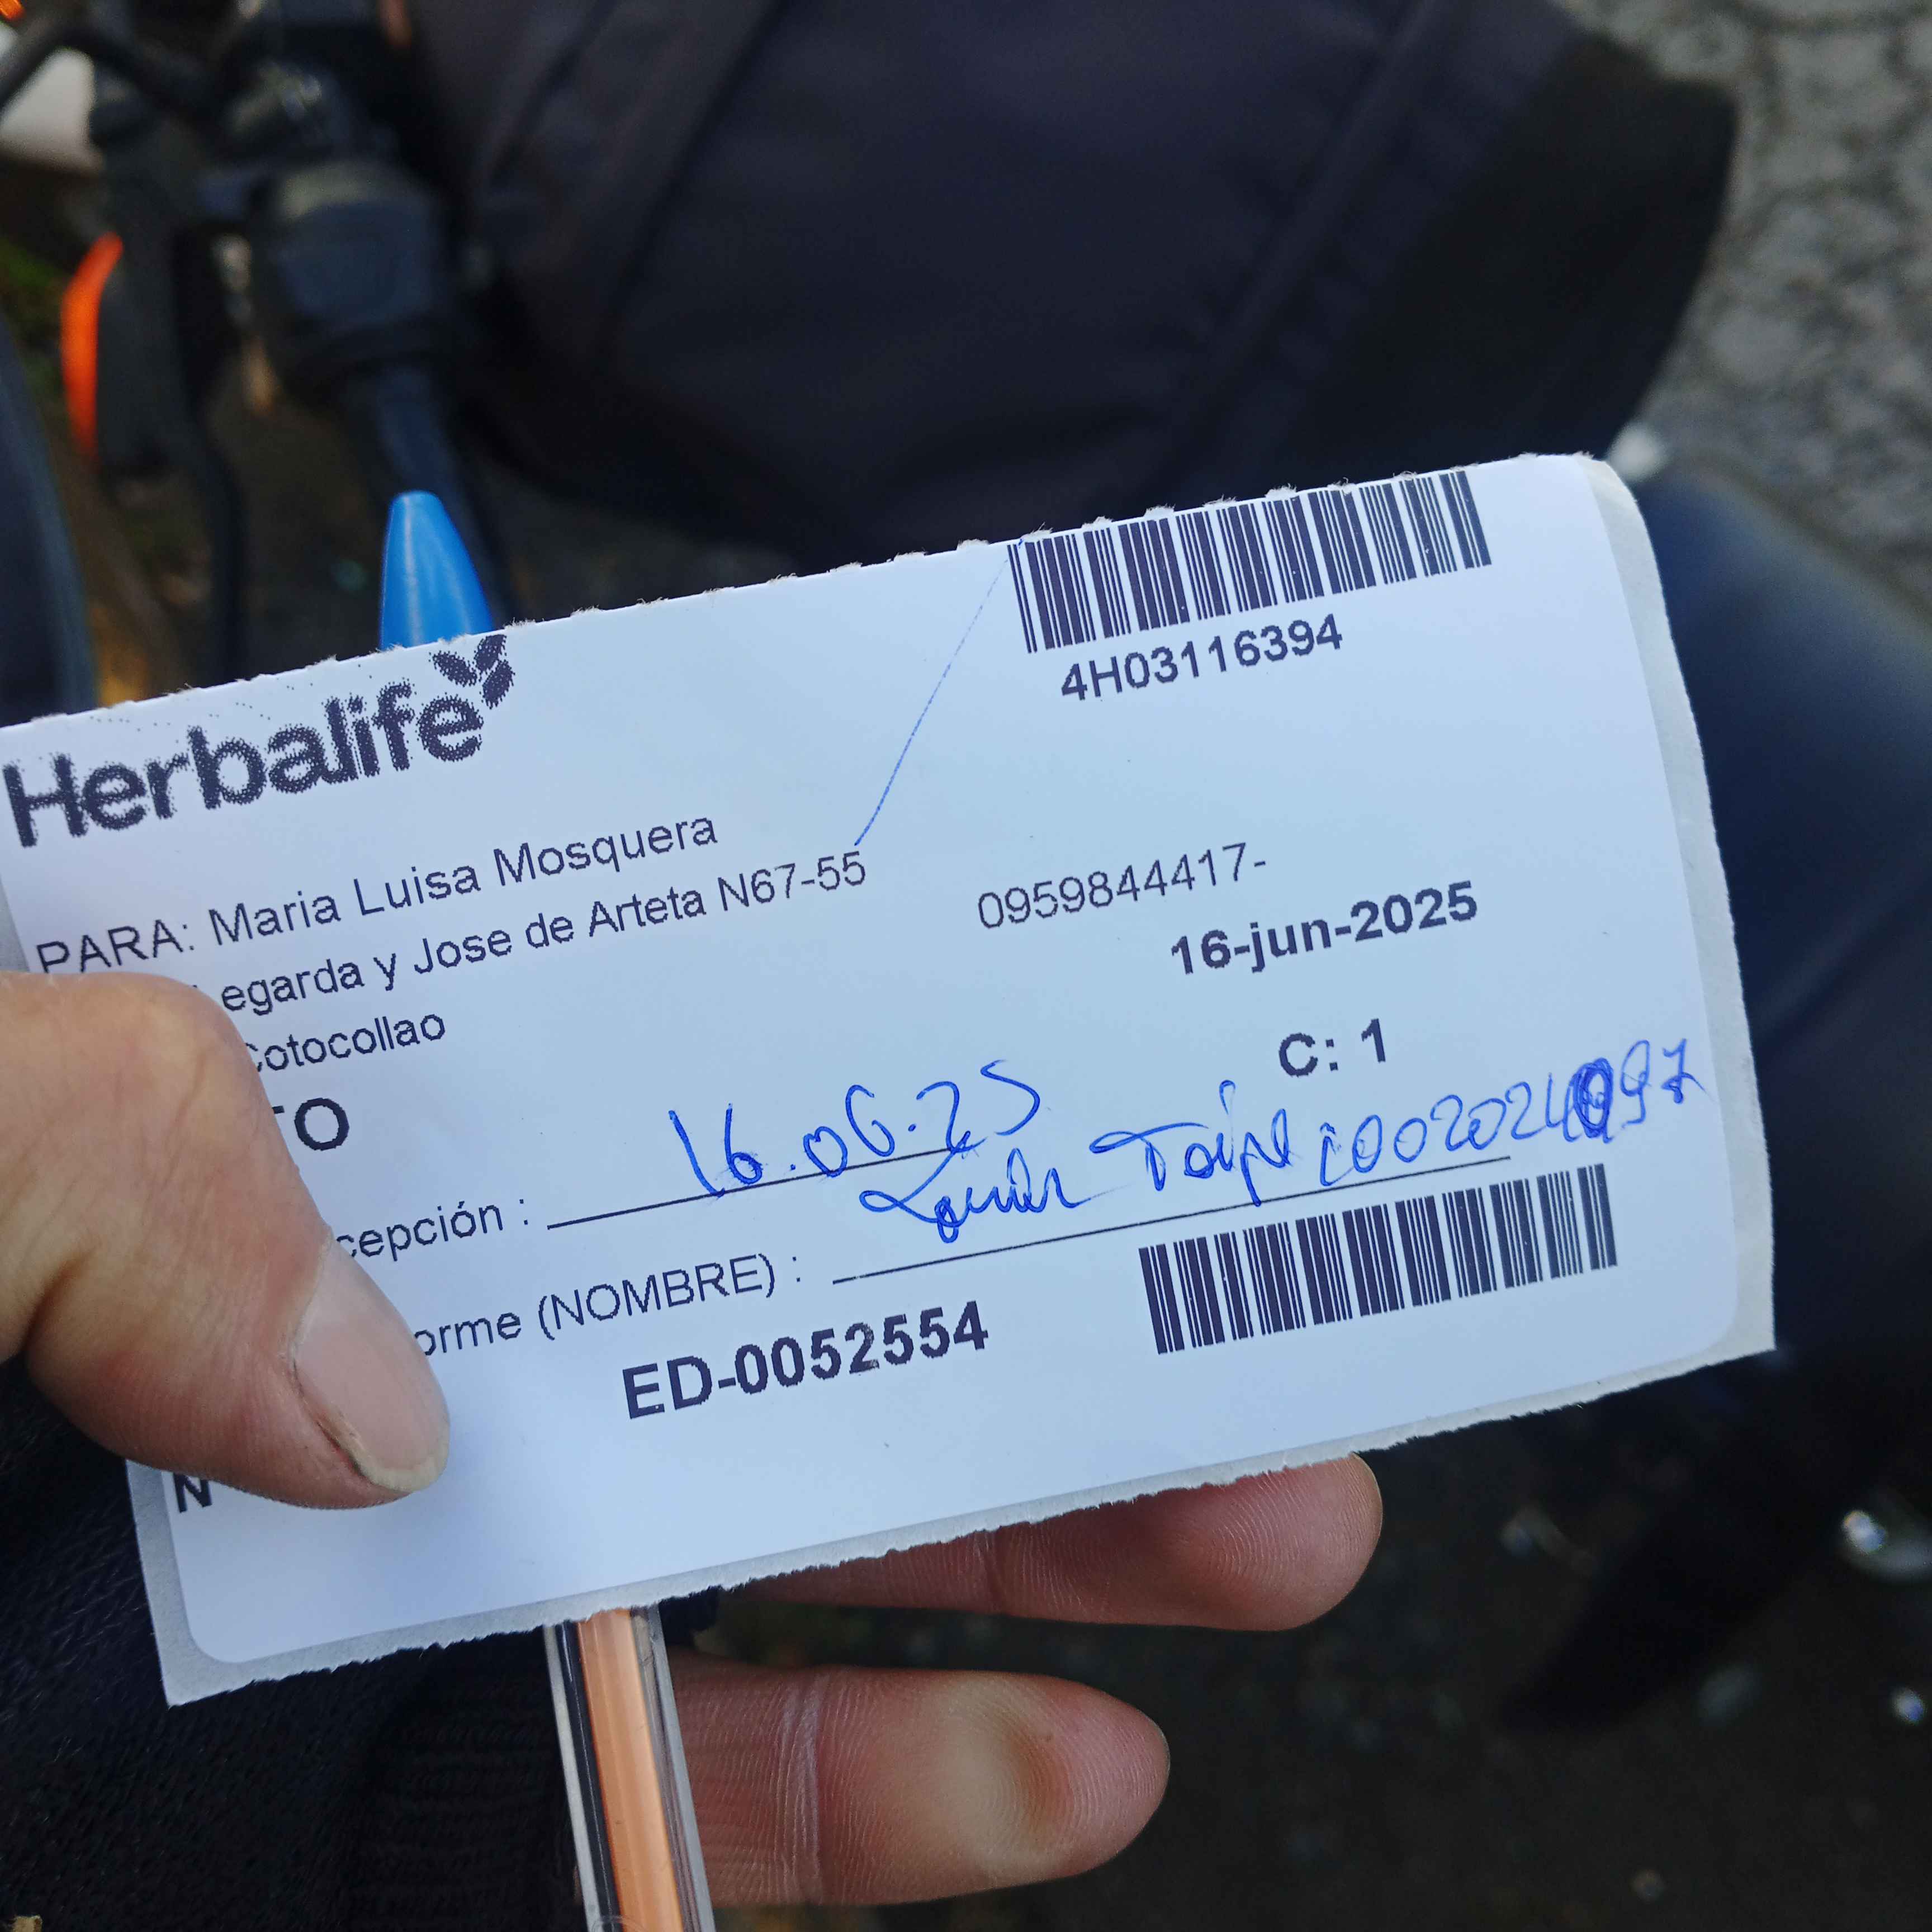 4H03116394
Herbalife
PARA: Maria Luisa Mosquera
egarda y Jose de Arteta N67-55
0959844417-
cotocollao
16-jun-2025
TO
C: 1
cepción : 16.06.25
orme (NOMBRE) :
ED-0052554
N